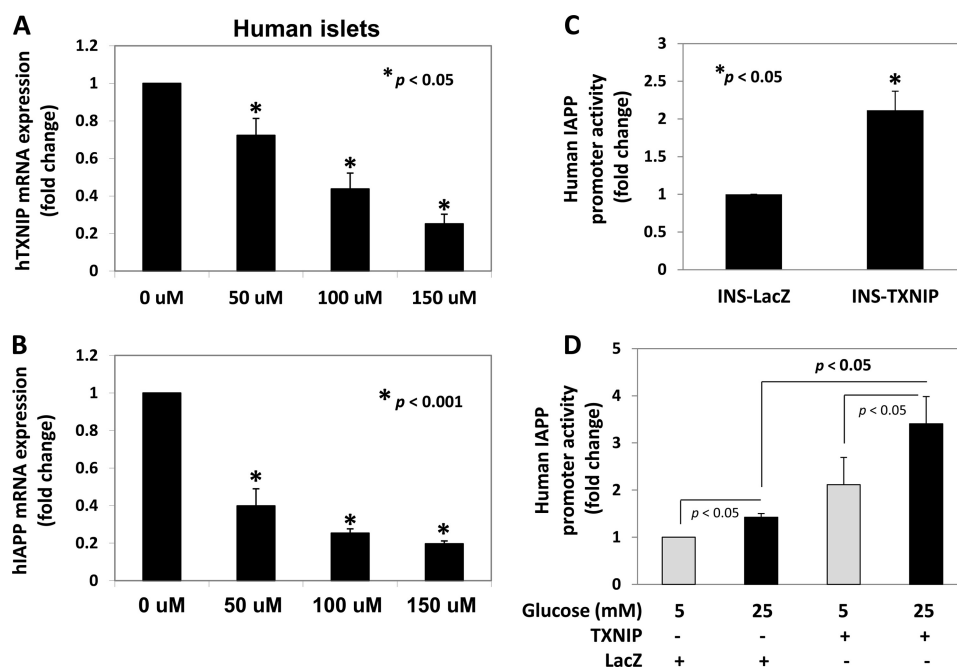 A
Human islets
hTXNIP mRNA expression
(fold change)
1.2
1
0.8
0.6
0.4
0.2
0
* p < 0.05
*
*
*
0 uM 50 uM 100 uM 150 uM
B
hIAPP mRNA expression
(fold change)
1.2
1
0.8
0.6
0.4
0.2
0
* p < 0.001
*
*
*
0 uM 50 uM 100 uM 150 uM
C
Human IAPP
promoter activity
(fold change)
3
2.5
2
1.5
1
0.5
0
* p < 0.05
*
INS-LacZ INS-TXNIP
D
Human IAPP
promoter activity
(fold change)
5
4
3
2
1
0
p < 0.05
p < 0.05
p < 0.05
Glucose (mM) 5 25 5 25
TXNIP - - + +
LacZ + + - -